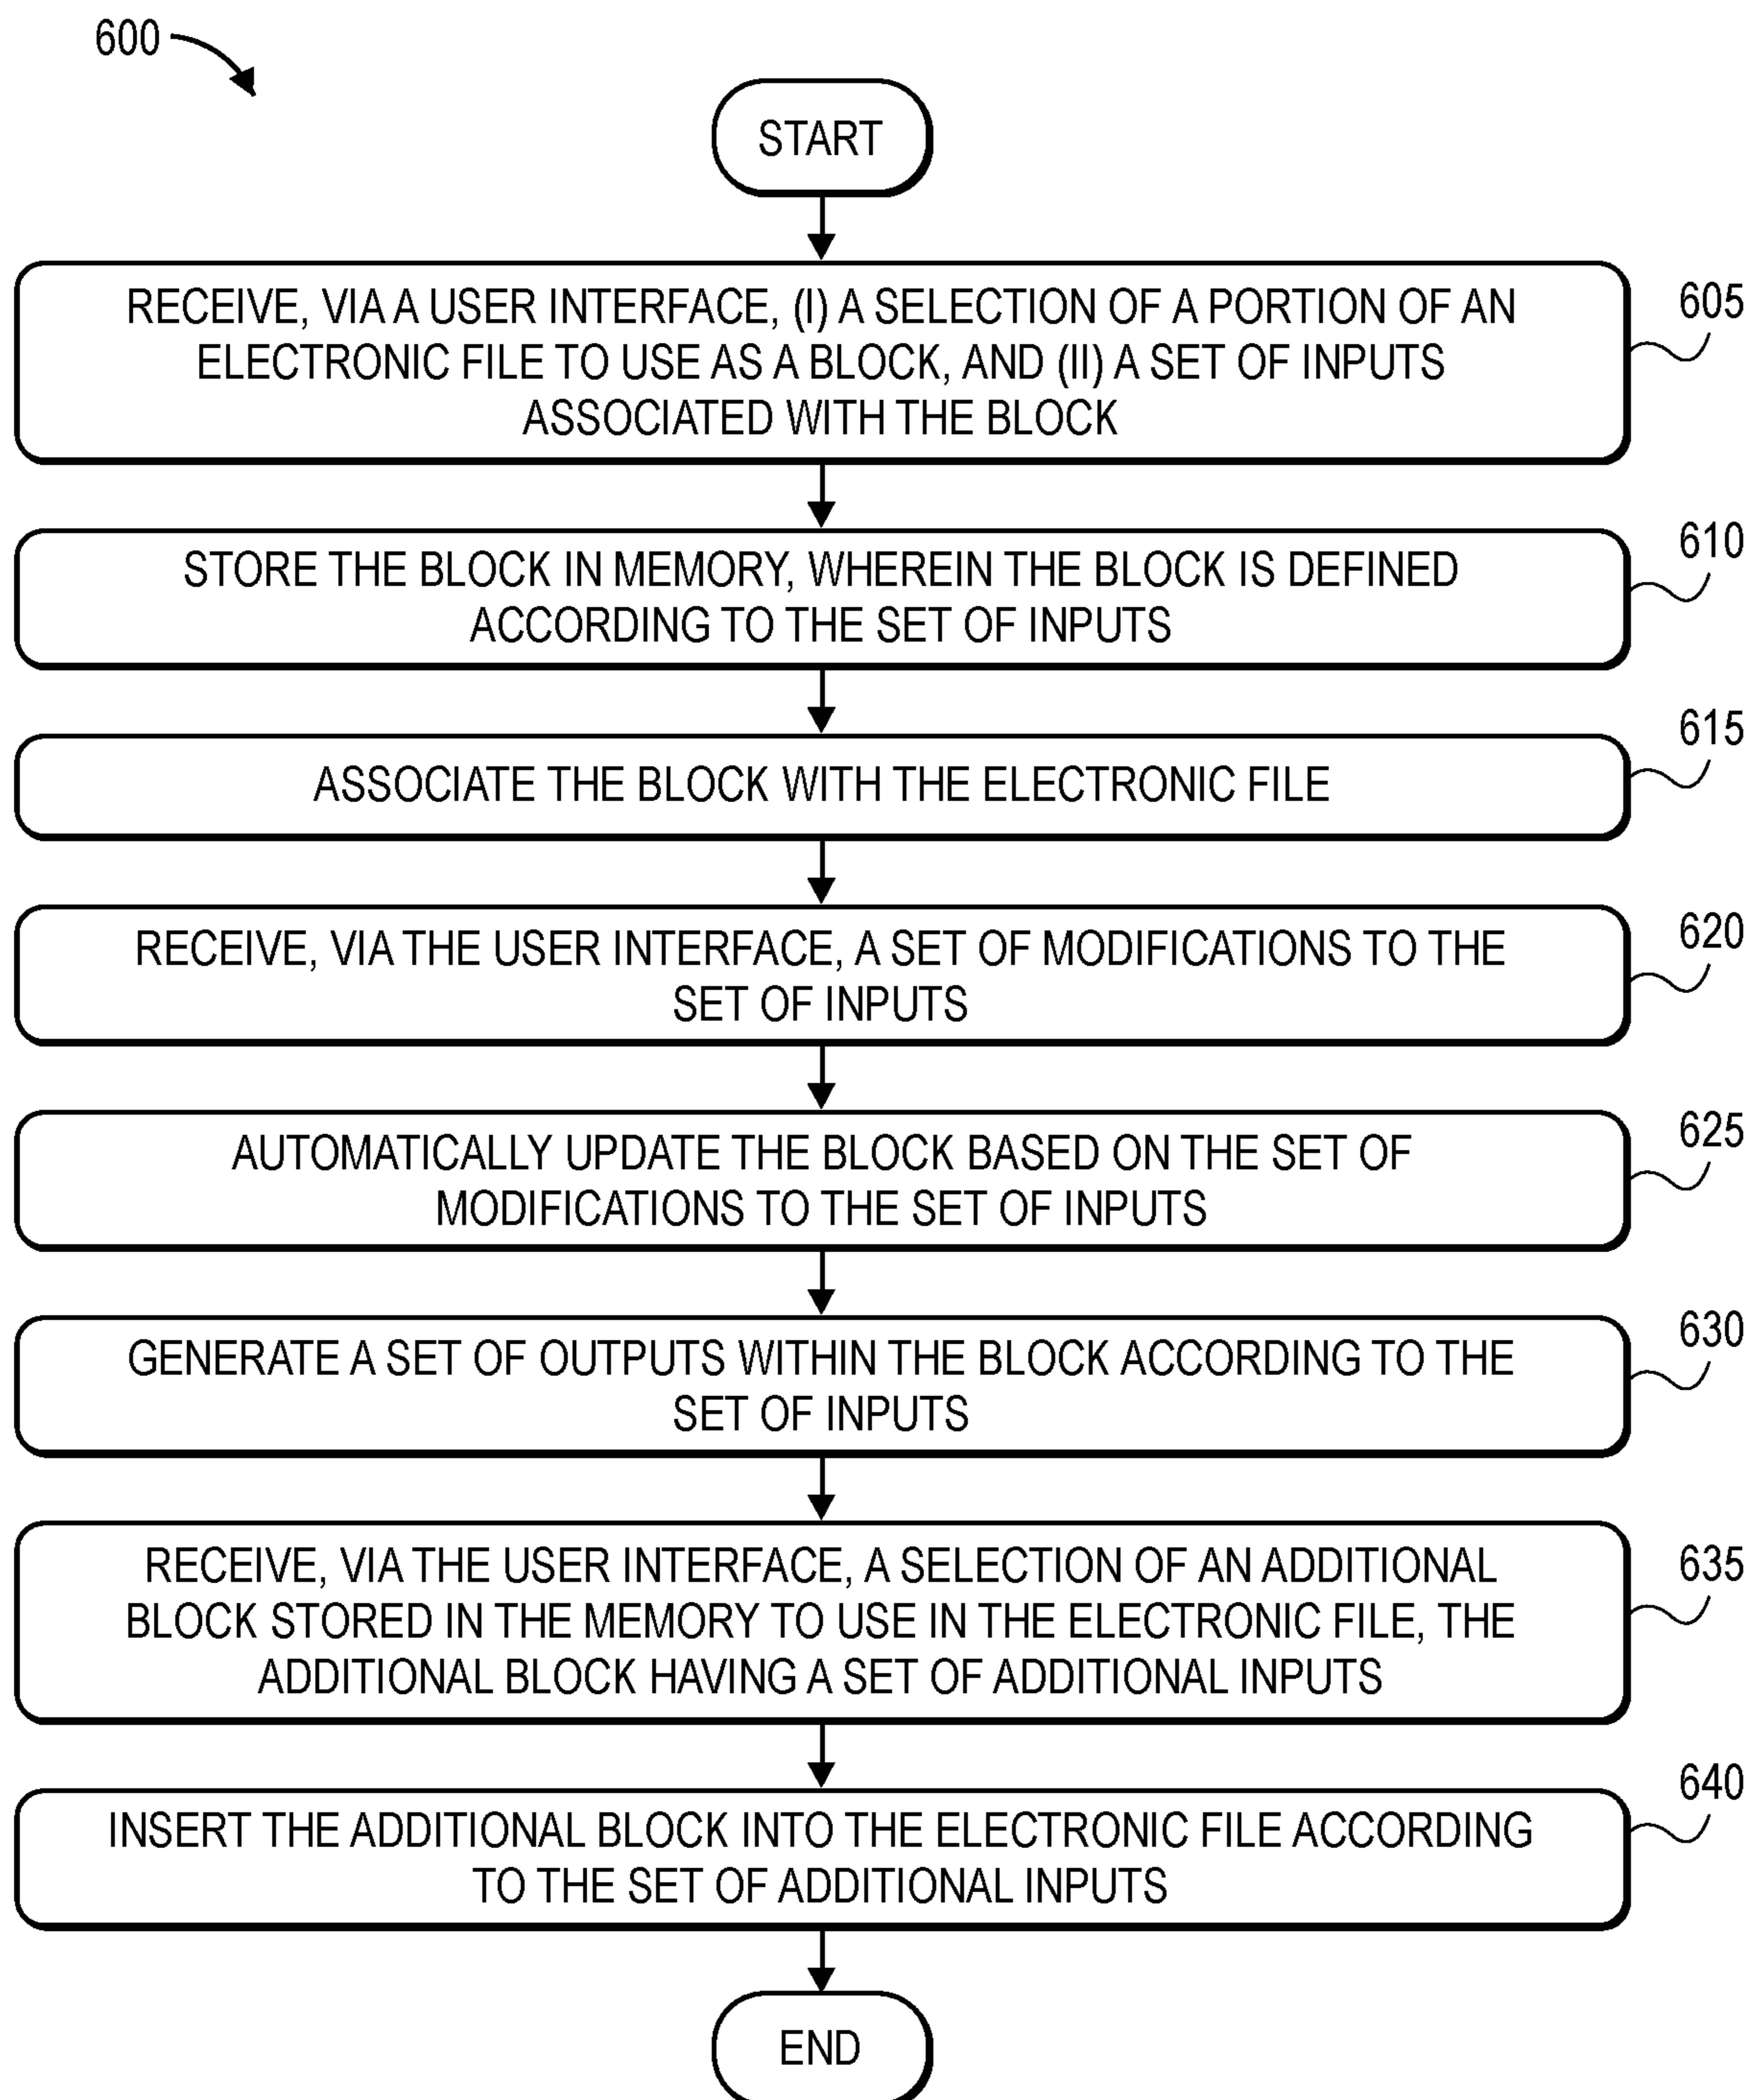 600
START
RECEIVE, VIA A USER INTERFACE, (I) A SELECTION OF A PORTION OF AN
ELECTRONIC FILE TO USE AS A BLOCK, AND (II) A SET OF INPUTS
ASSOCIATED WITH THE BLOCK
605
STORE THE BLOCK IN MEMORY, WHEREIN THE BLOCK IS DEFINED
ACCORDING TO THE SET OF INPUTS
610
ASSOCIATE THE BLOCK WITH THE ELECTRONIC FILE
615
RECEIVE, VIA THE USER INTERFACE, A SET OF MODIFICATIONS TO THE
SET OF INPUTS
620
AUTOMATICALLY UPDATE THE BLOCK BASED ON THE SET OF
MODIFICATIONS TO THE SET OF INPUTS
625
GENERATE A SET OF OUTPUTS WITHIN THE BLOCK ACCORDING TO THE
SET OF INPUTS
630
RECEIVE, VIA THE USER INTERFACE, A SELECTION OF AN ADDITIONAL
BLOCK STORED IN THE MEMORY TO USE IN THE ELECTRONIC FILE, THE
ADDITIONAL BLOCK HAVING A SET OF ADDITIONAL INPUTS
635
INSERT THE ADDITIONAL BLOCK INTO THE ELECTRONIC FILE ACCORDING
TO THE SET OF ADDITIONAL INPUTS
640
END